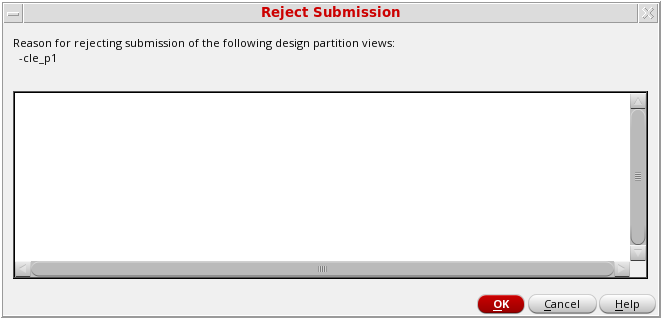 Reject Submission
Reason for rejecting submission of the following design partition views:
-cle_p1
OK Cancel Help